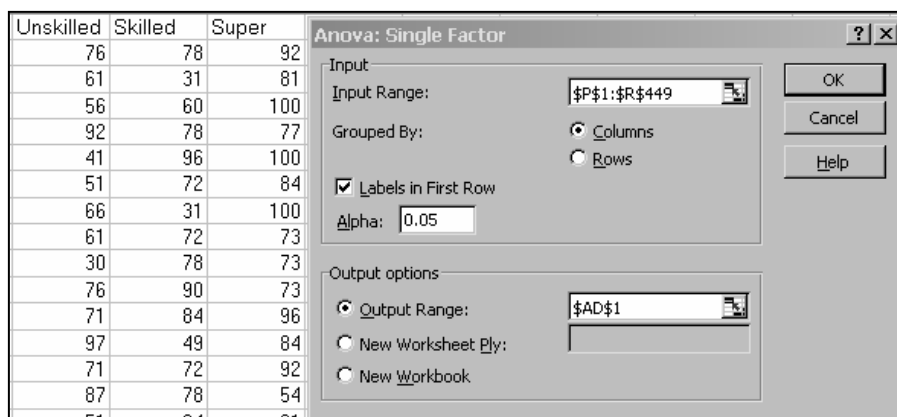 Unskilled Skilled Super
76 78 92
61 31 81
56 60 100
92 78 77
41 96 100
51 72 84
66 31 100
61 72 73
30 78 73
76 90 73
71 84 96
97 49 84
71 72 92
87 78 54
Anova: Single Factor
Input
Input Range: $P$1:$R$449
Grouped By: Columns
Rows
Labels in First Row
Alpha: 0.05
Output options
Output Range: $AD$1
New Worksheet Ply:
New Workbook
OK
Cancel
Help